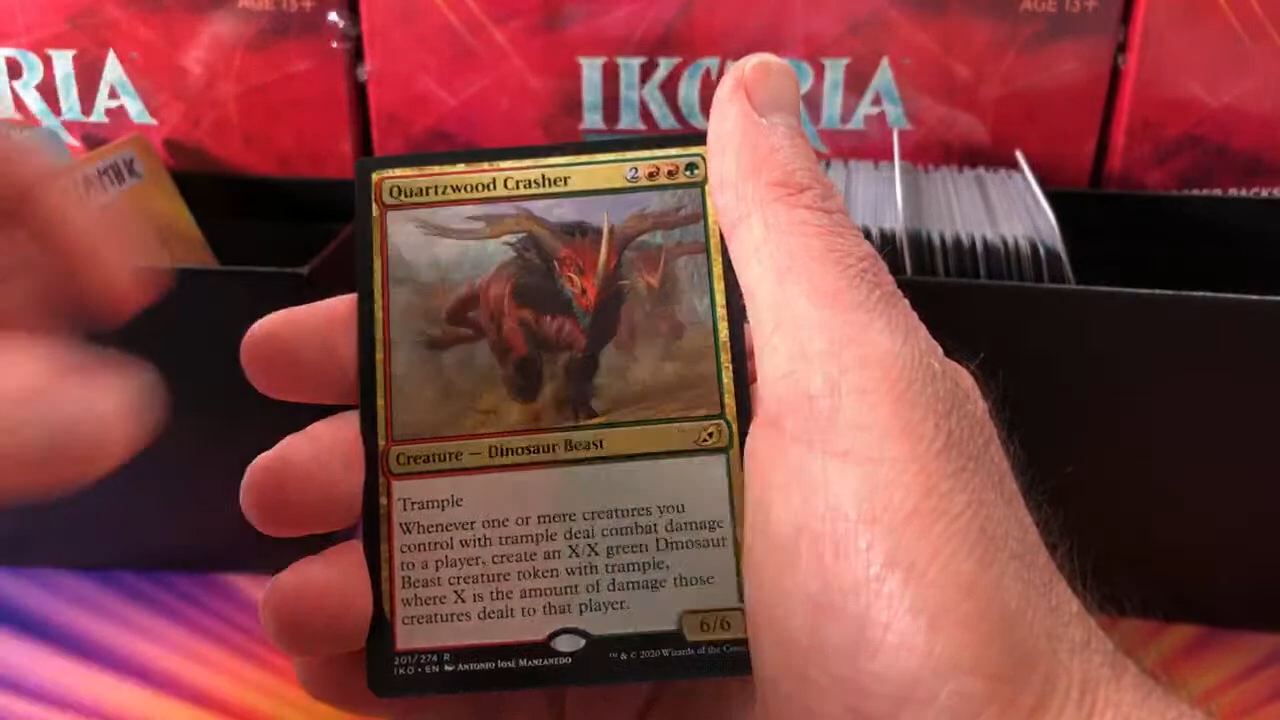 AGE 13+
AGE 13+
RIA
IKORIA
Quartzwood Crasher 2
Creature — Dinosaur Beast
Trample
Whenever one or more creatures you
control with trample deal combat damage
to a player, create an X/X green Dinosaur
Beast creature token with trample,
where X is the amount of damage those
creatures dealt to that player.
6/6
201/274 R
IKO • EN Antonio José Manzanedo
™ & © 2020 Wizards of the Coast